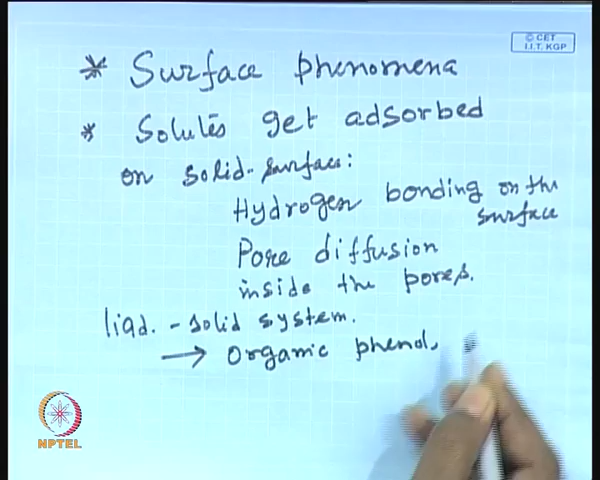 © CET
I.I.T. KGP
* Surface phenomena
* Solutes get adsorbed
on solid-surface:
Hydrogen bonding on the
surface
Pore diffusion
inside the pores.
liqd. - solid system.
→ Organic phenol,
NPTEL